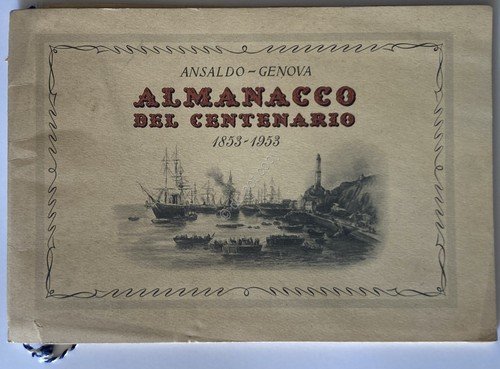 ANSALDO - GENOVA
ALMANACCO
DEL CENTENARIO
1853-1953